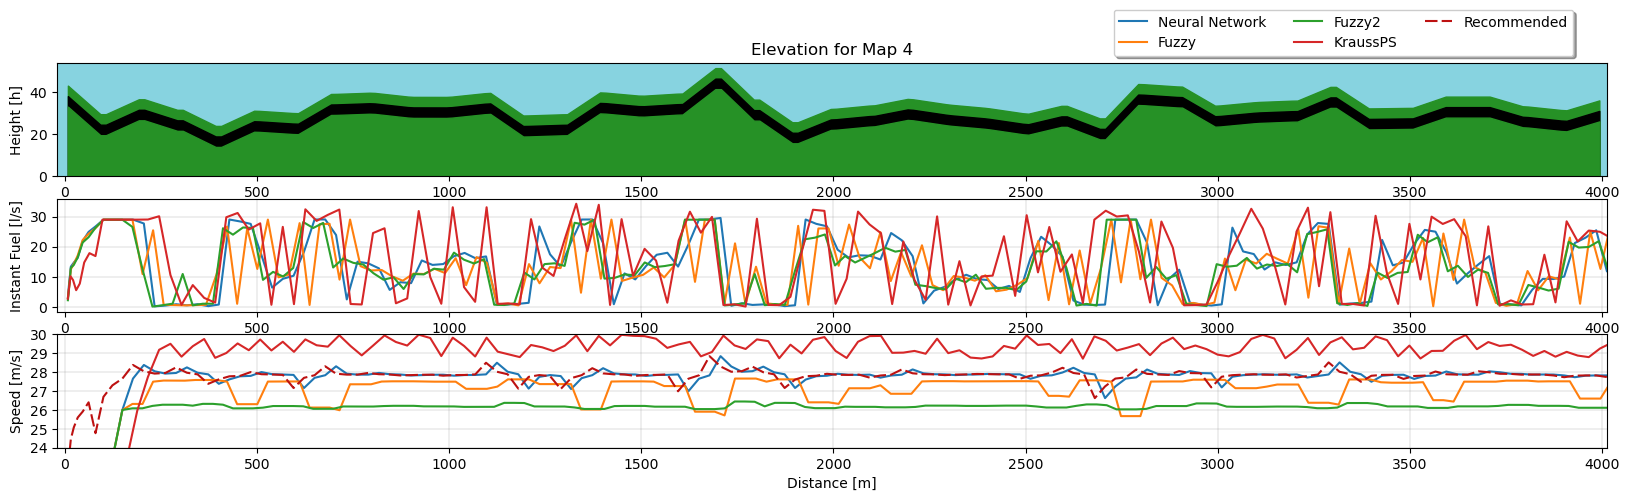 Neural Network Fuzzy2 Recommended
Fuzzy KraussPS
Elevation for Map 4
Height [h]
40
20
0
0 500 1000 1500 2000 2500 3000 3500 4000
Instant Fuel [l/s]
30
20
10
0
0 500 1000 1500 2000 2500 3000 3500 4000
Speed [m/s]
30
29
28
27
26
25
24
0 500 1000 1500 2000 2500 3000 3500 4000
Distance [m]